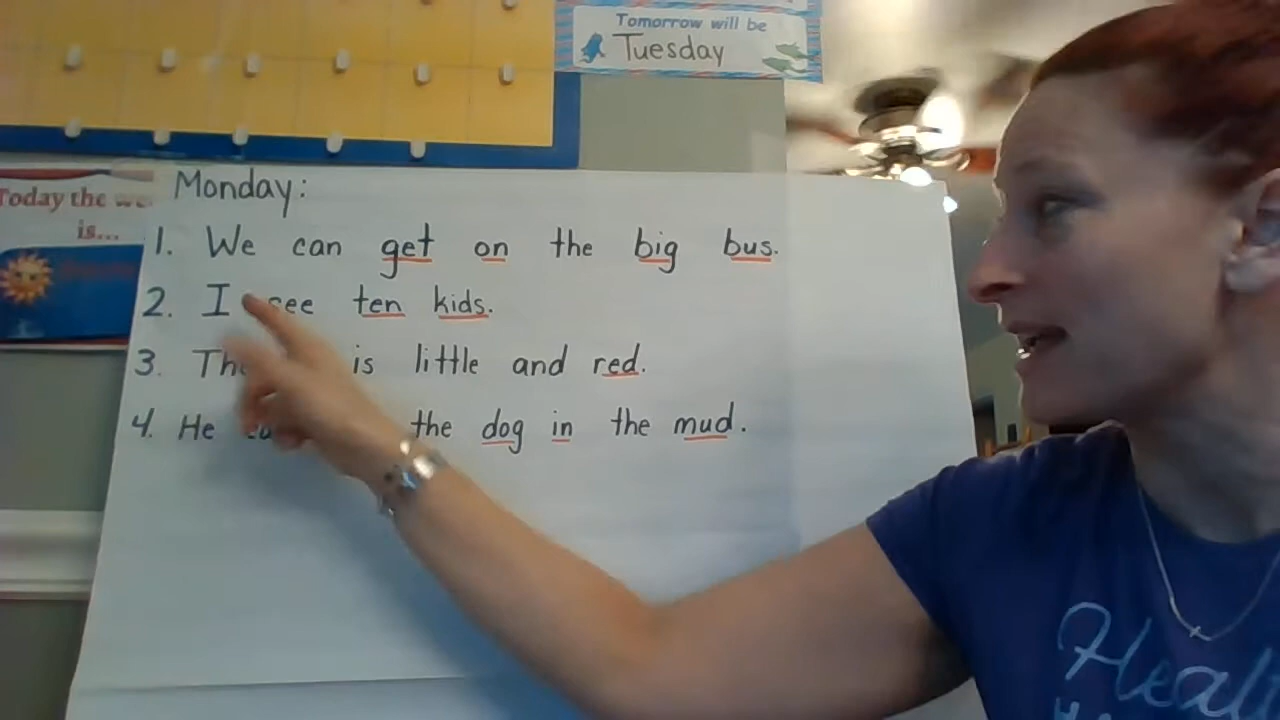 Tomorrow will be
Tuesday
Today the
is...
Monday:
1. We can get on the big bus.
2. I see ten kids.
3. is little and red.
4. He the dog in the mud.